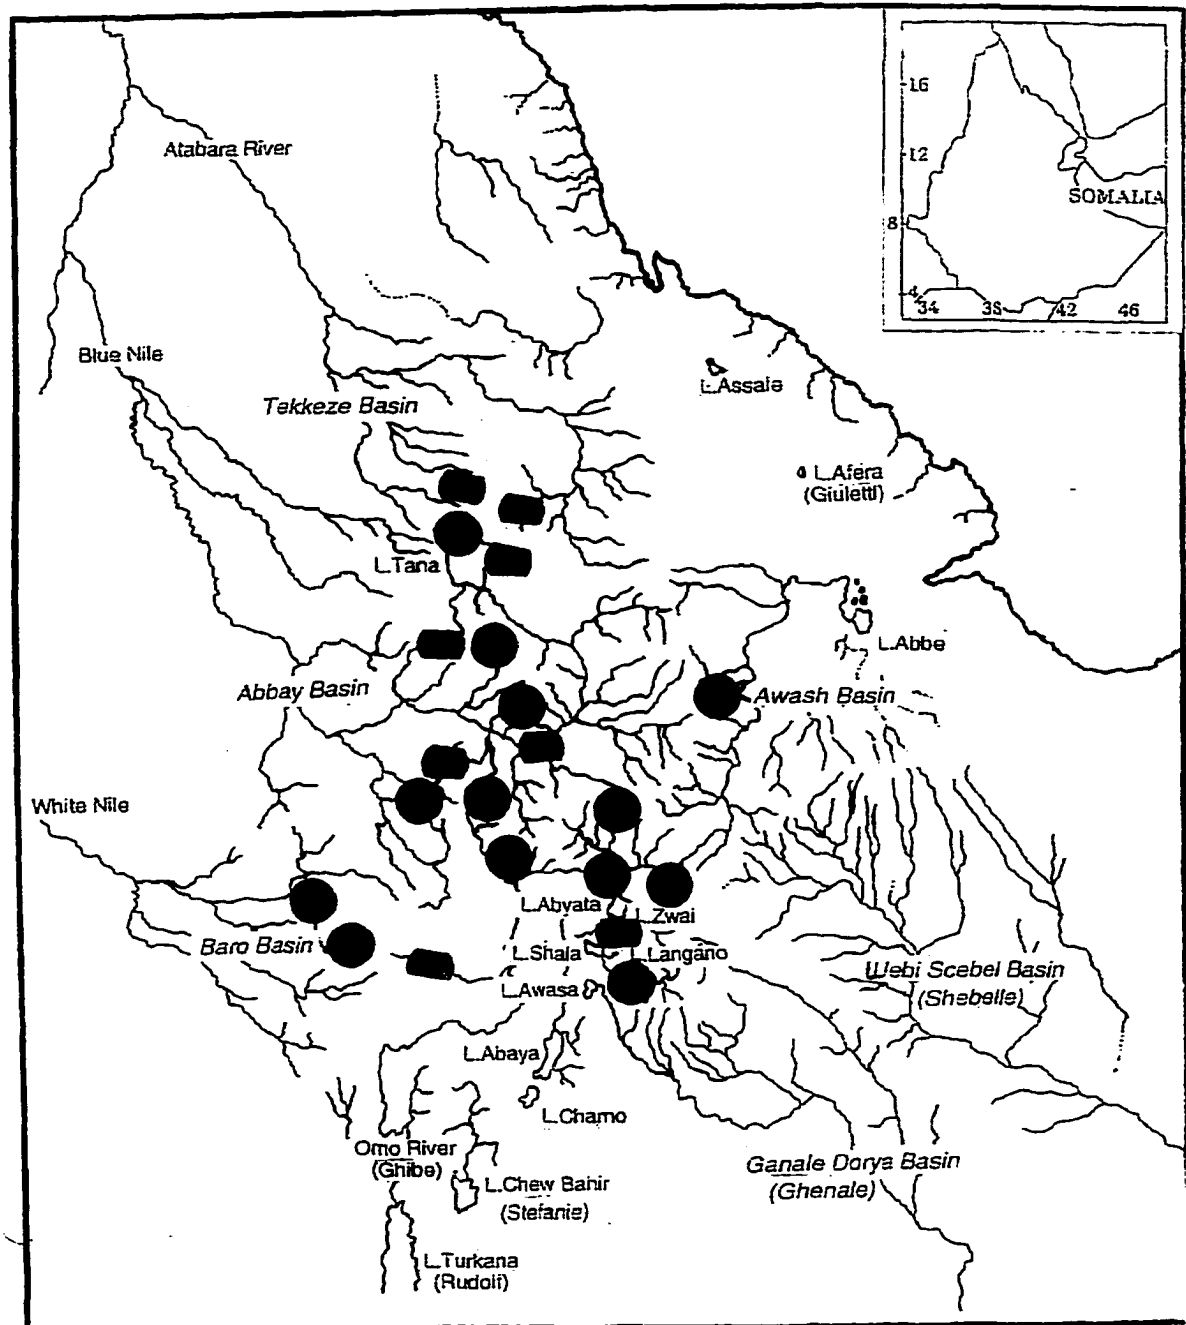 16
12
SOMALIA
8
4
34 38 42 46
Atabara River
Blue Nile
L.Assale
Tekkeze Basin
L.Afera
(Giuletti)
L.Tana
L.Abbe
Abbay Basin
Awash Basin
White Nile
L.Abyata
L.Zwai
Baro Basin
L.Shala
L.Langano
Webi Scebel Basin
(Shebelle)
L.Awasa
L.Abaya
L.Chamo
Omo River
(Ghibe)
Ganale Dorya Basin
(Ghenale)
L.Chew Bahir
(Stefanie)
L.Turkana
(Rudolf)